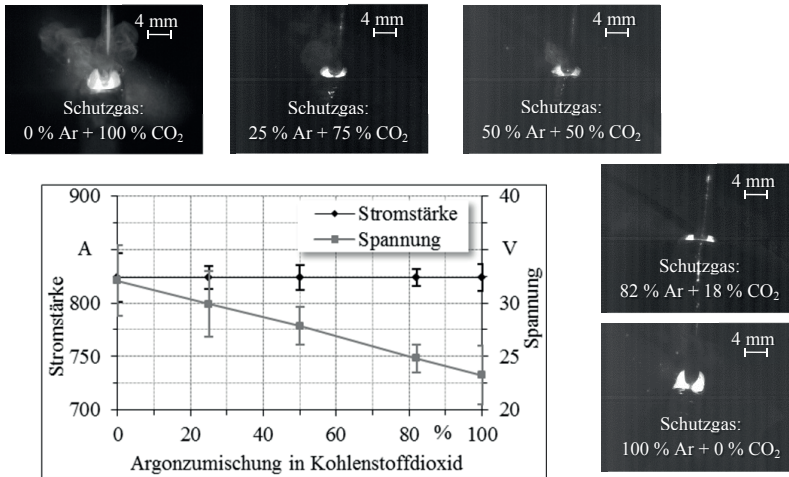 4 mm
Schutzgas:
0 % Ar + 100 % CO₂
4 mm
Schutzgas:
25 % Ar + 75 % CO₂
4 mm
Schutzgas:
50 % Ar + 50 % CO₂
4 mm
Schutzgas:
82 % Ar + 18 % CO₂
4 mm
Schutzgas:
100 % Ar + 0 % CO₂
Stromstärke
Spannung
900
A
800
750
700
Stromstärke
40
V
30
25
20
Spannung
0 20 40 60 80 % 100
Argonzumischung in Kohlenstoffdioxid